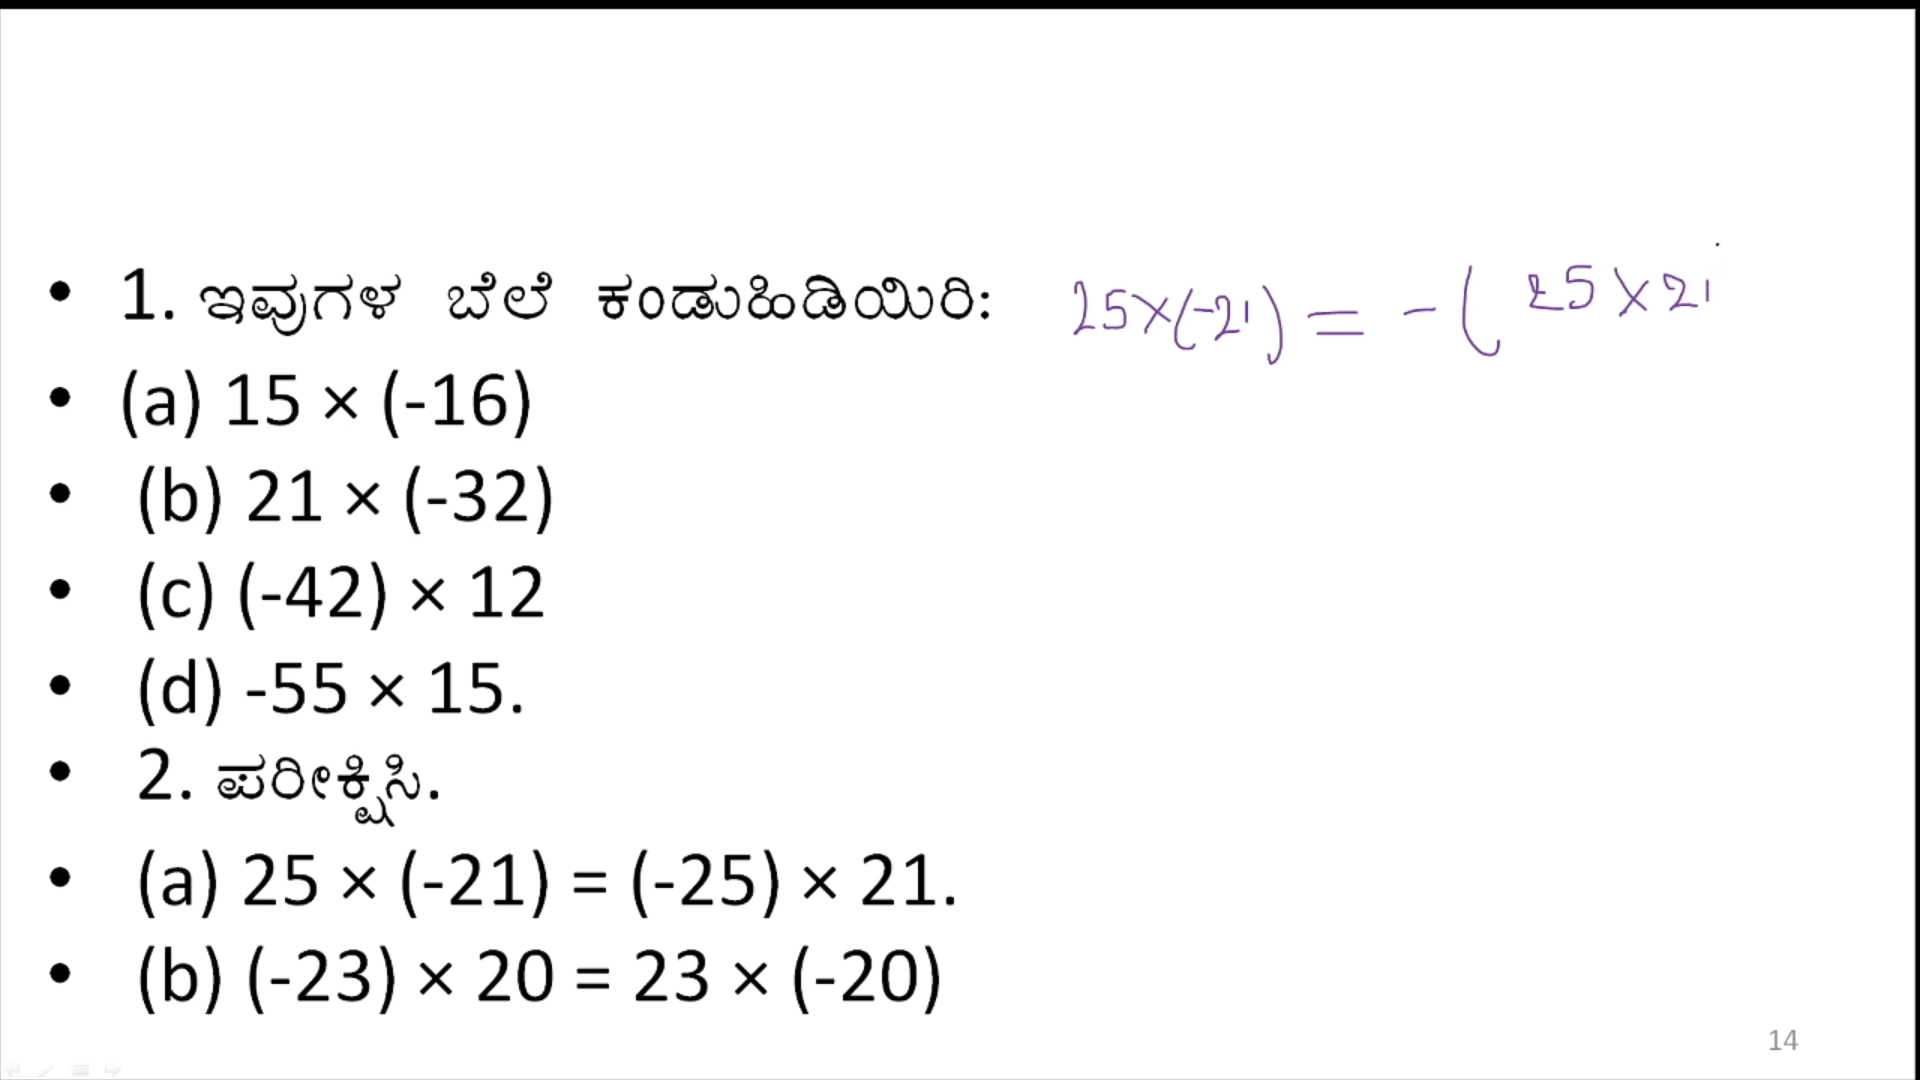 • 1. ಇವುಗಳ ಬೆಲೆ ಕಂಡುಹಿಡಿಯಿರಿ: 25×(-21) = -( 25×21
• (a) 15 × (-16)
• (b) 21 × (-32)
• (c) (-42) × 12
• (d) -55 × 15.
• 2. ಪರೀಕ್ಷಿಸಿ.
• (a) 25 × (-21) = (-25) × 21.
• (b) (-23) × 20 = 23 × (-20)
14